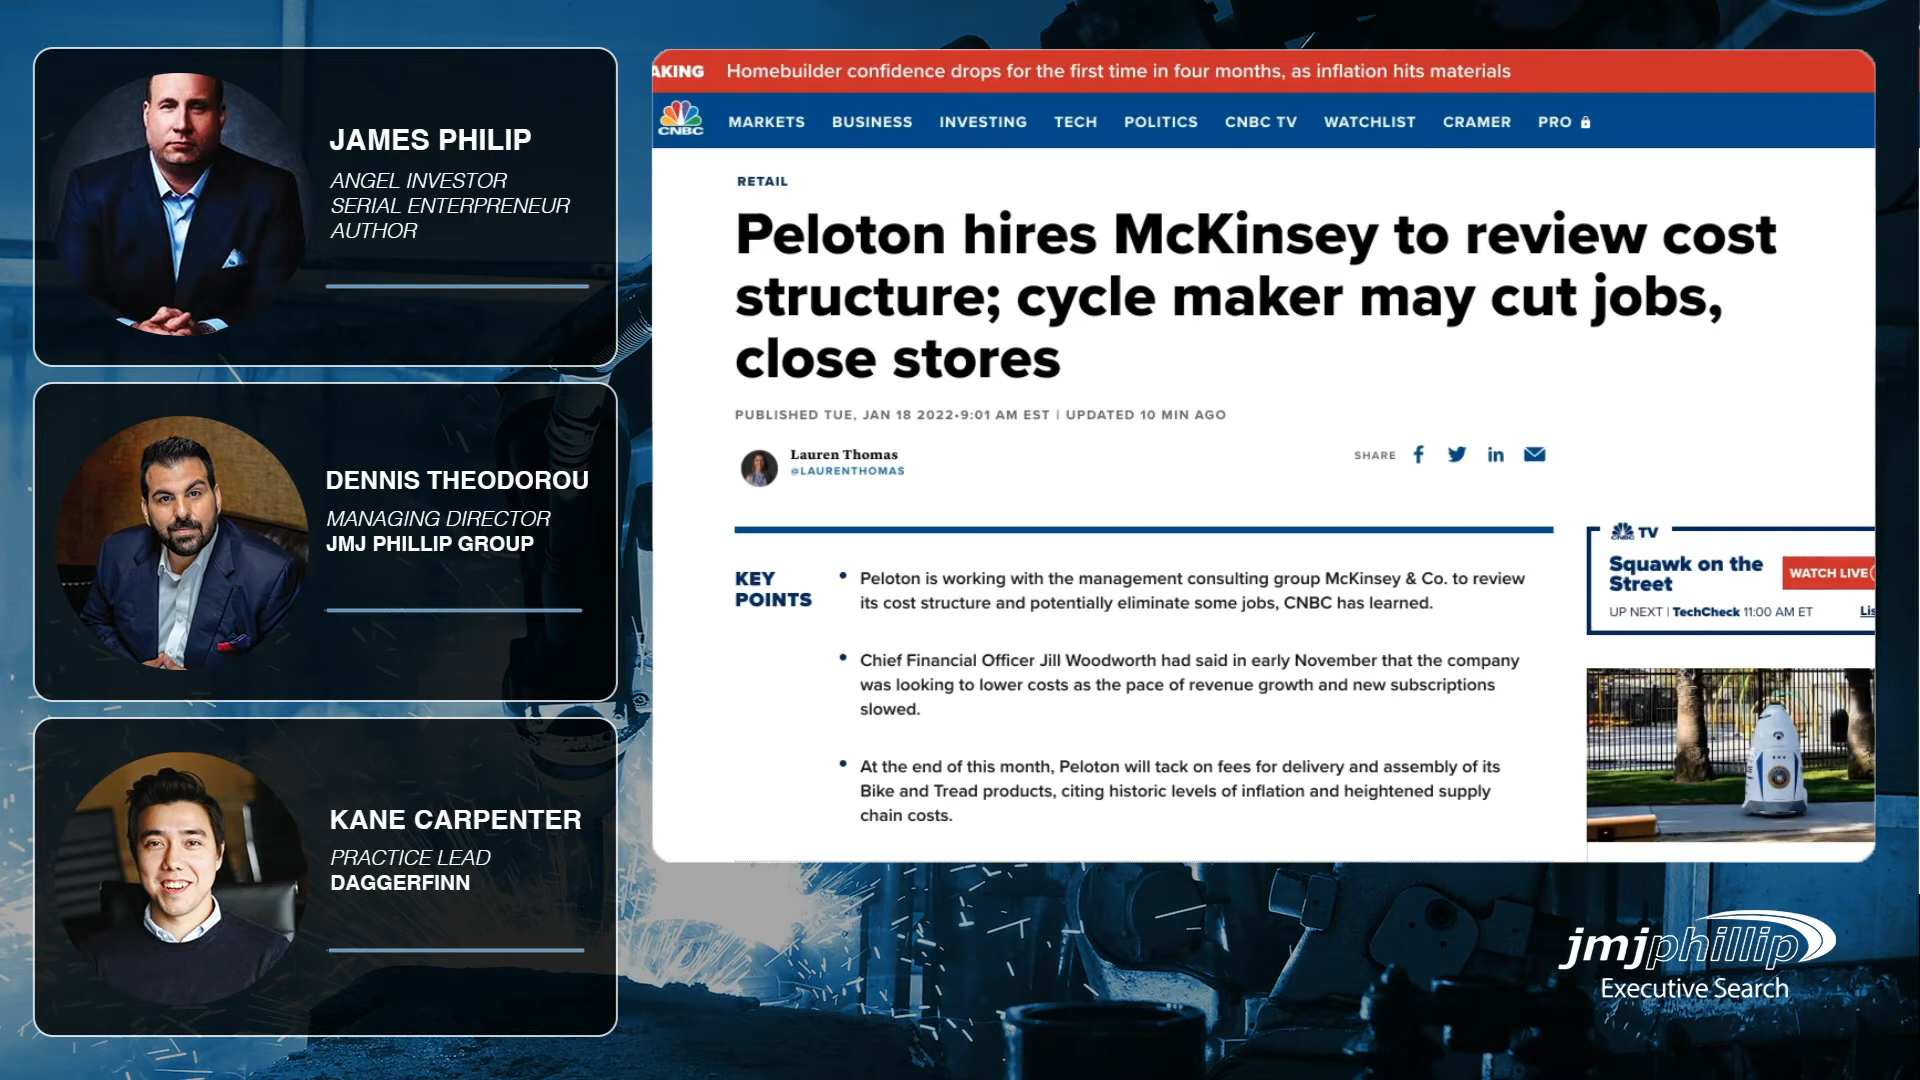 JAMES PHILIP
ANGEL INVESTOR
SERIAL ENTERPRENEUR
AUTHOR
DENNIS THEODOROU
MANAGING DIRECTOR
JMJ PHILLIP GROUP
KANE CARPENTER
PRACTICE LEAD
DAGGERFINN
AKING Homebuilder confidence drops for the first time in four months, as inflation hits materials
CNBC MARKETS BUSINESS INVESTING TECH POLITICS CNBC TV WATCHLIST CRAMER PRO
RETAIL
Peloton hires McKinsey to review cost
structure; cycle maker may cut jobs,
close stores
PUBLISHED TUE, JAN 18 2022•9:01 AM EST | UPDATED 10 MIN AGO
Lauren Thomas
@LAURENTHOMAS
SHARE
KEY
POINTS
• Peloton is working with the management consulting group McKinsey & Co. to review
its cost structure and potentially eliminate some jobs, CNBC has learned.
• Chief Financial Officer Jill Woodworth had said in early November that the company
was looking to lower costs as the pace of revenue growth and new subscriptions
slowed.
• At the end of this month, Peloton will tack on fees for delivery and assembly of its
Bike and Tread products, citing historic levels of inflation and heightened supply
chain costs.
CNBC TV
Squawk on the
Street
WATCH LIVE
UP NEXT | TechCheck 11:00 AM ET
Lis
jmjphillip
Executive Search